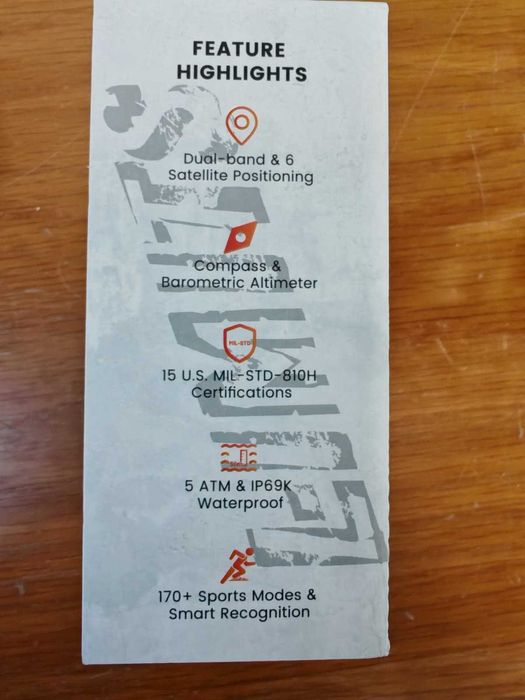 FEATURE
HIGHLIGHTS
Dual-band & 6
Satellite Positioning
Compass &
Barometric Altimeter
MIL-STD
15 U.S. MIL-STD-810H
Certifications
5 ATM & IP69K
Waterproof
170+ Sports Modes &
Smart Recognition